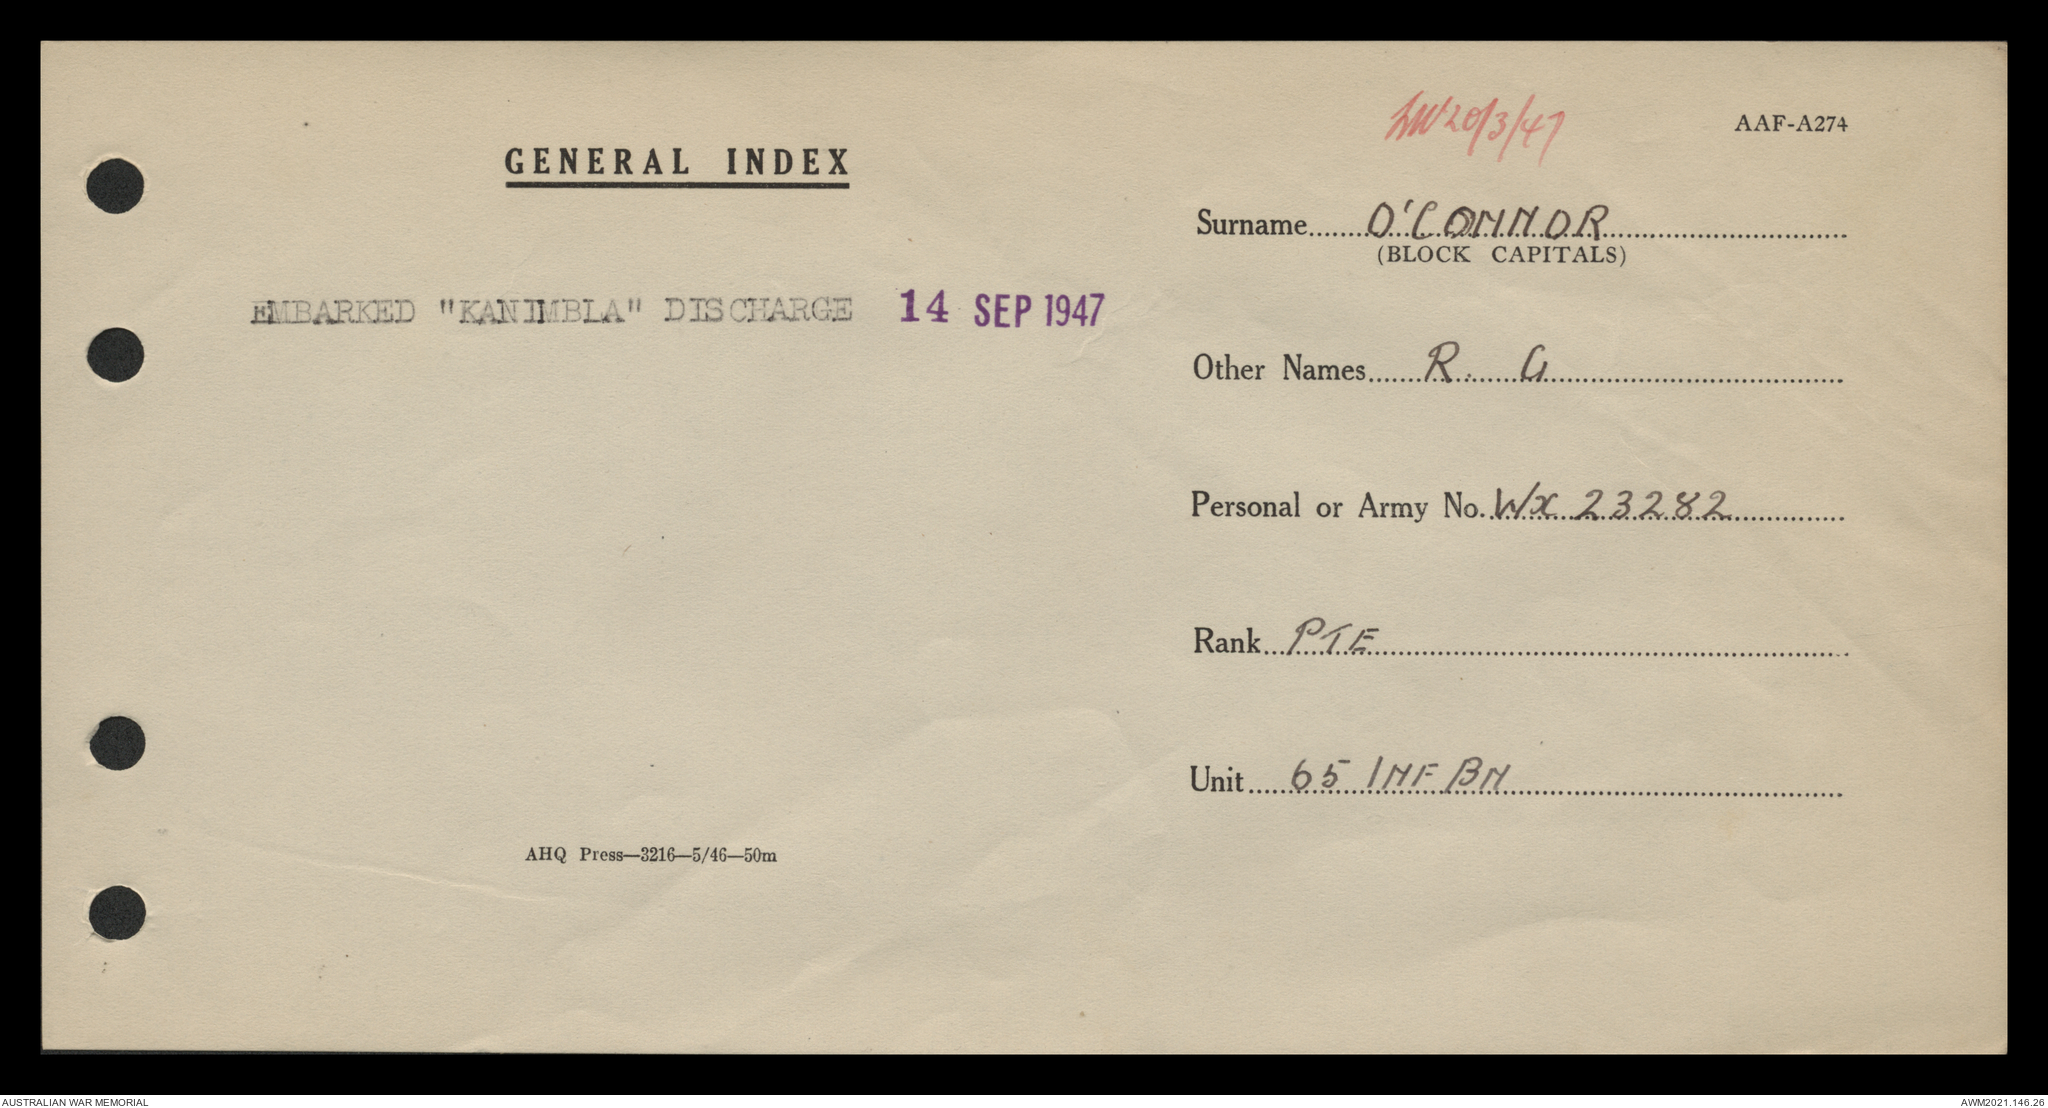 GENERAL INDEX
EMBARKED "KANIMBLA" DISCHARGE 14 SEP 1947
AHQ Press—3216—5/46—50m
20/3/47
AAF-A274
Surname O'CONNOR
(BLOCK CAPITALS)
Other Names R. G
Personal or Army No. Wx 23282
Rank PTE
Unit 65 INF BN
AUSTRALIAN WAR MEMORIAL
AWM2021.146.26